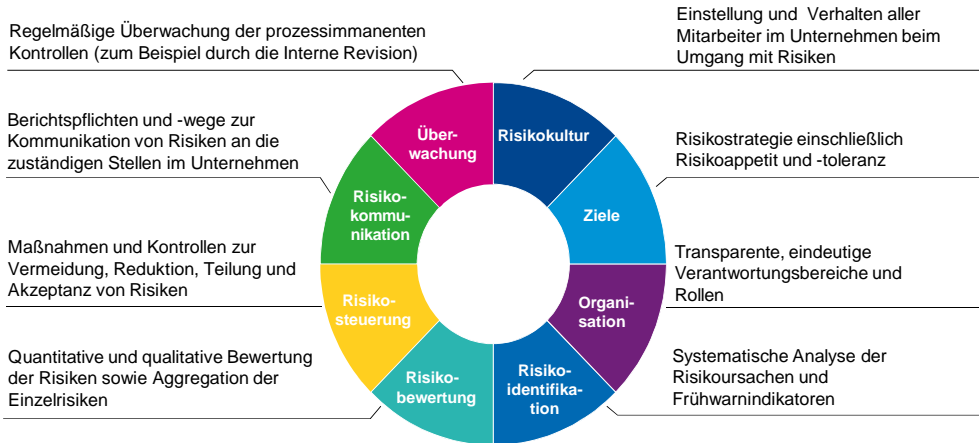 Regelmäßige Überwachung der prozessimmanenten
Kontrollen (zum Beispiel durch die Interne Revision)
Einstellung und Verhalten aller
Mitarbeiter im Unternehmen beim
Umgang mit Risiken
Berichtspflichten und -wege zur
Kommunikation von Risiken an die
zuständigen Stellen im Unternehmen
Risikostrategie einschließlich
Risikoappetit und -toleranz
Maßnahmen und Kontrollen zur
Vermeidung, Reduktion, Teilung und
Akzeptanz von Risiken
Transparente, eindeutige
Verantwortungsbereiche und
Rollen
Quantitative und qualitative Bewertung
der Risiken sowie Aggregation der
Einzelrisiken
Systematische Analyse der
Risikoursachen und
Frühwarnindikatoren
Über-
wachung
Risikokultur
Ziele
Organi-
sation
Risiko-
identifika-
tion
Risiko-
bewertung
Risiko-
steuerung
Risiko-
kommu-
nikation